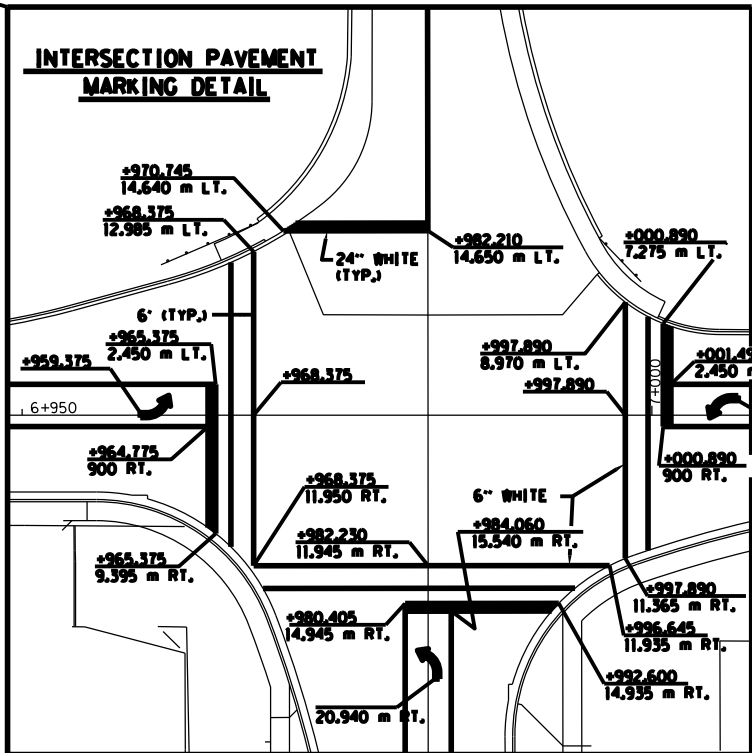 INTERSECTION PAVEMENT
MARKING DETAIL
+970.745
14.640 m LT.
+968.375
12.985 m LT.
+982.210
14.650 m LT.
+000.890
7.275 m LT.
24" WHITE
(TYP.)
6' (TYP.)
+965.375
2.450 m LT.
+959.375
+997.890
8.970 m LT.
+001.49
2.450 m
+968.375
+997.890
6+950
7+000
+964.775
900 RT.
+000.890
900 RT.
+968.375
11.950 RT.
6" WHITE
+982.230
11.945 m RT.
+984.060
15.540 m RT.
+965.375
9.395 m RT.
+997.890
11.365 m RT.
+980.405
14.945 m RT.
+996.645
11.935 m RT.
+992.600
14.935 m RT.
20.940 m RT.